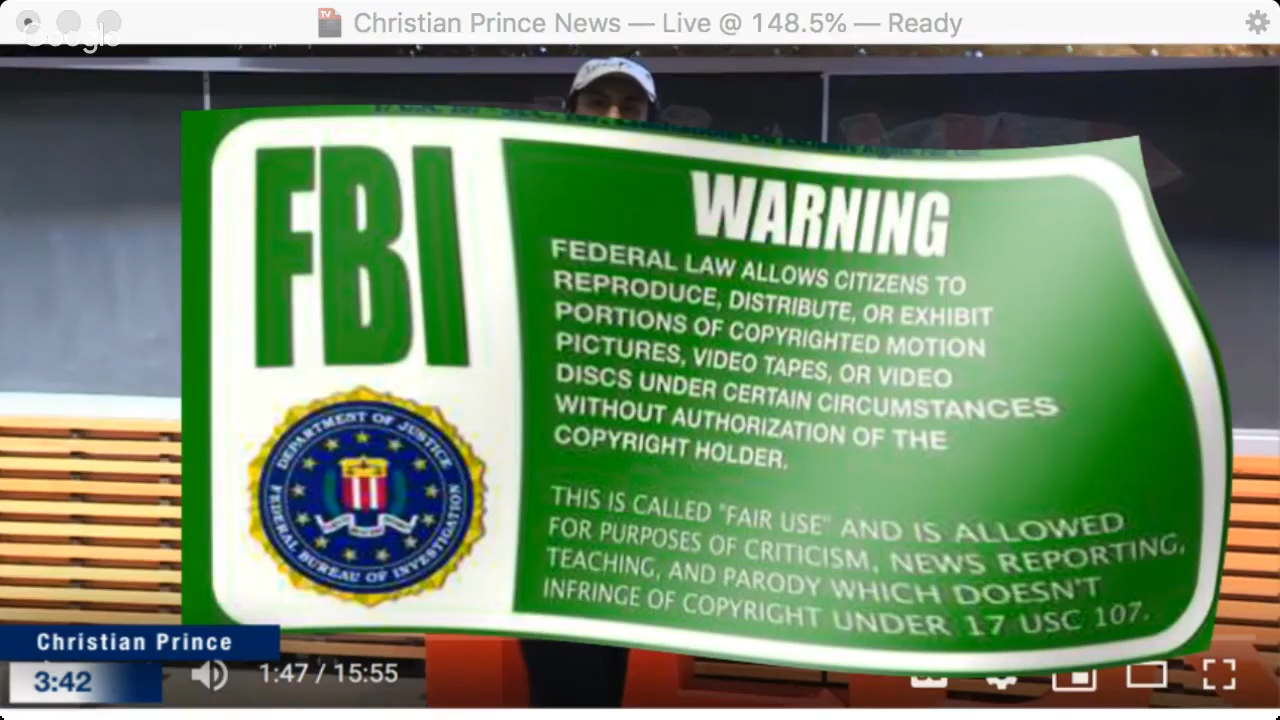 TV Christian Prince News — Live @ 148.5% — Ready
Google
FBI
WARNING
FEDERAL LAW ALLOWS CITIZENS TO
REPRODUCE, DISTRIBUTE, OR EXHIBIT
PORTIONS OF COPYRIGHTED MOTION
PICTURES, VIDEO TAPES, OR VIDEO
DISCS UNDER CERTAIN CIRCUMSTANCES
WITHOUT AUTHORIZATION OF THE
COPYRIGHT HOLDER.
THIS IS CALLED "FAIR USE" AND IS ALLOWED
FOR PURPOSES OF CRITICISM, NEWS REPORTING,
TEACHING, AND PARODY WHICH DOESN'T
INFRINGE OF COPYRIGHT UNDER 17 USC 107.
DEPARTMENT OF JUSTICE
FEDERAL BUREAU OF INVESTIGATION
Christian Prince
3:42
1:47 / 15:55